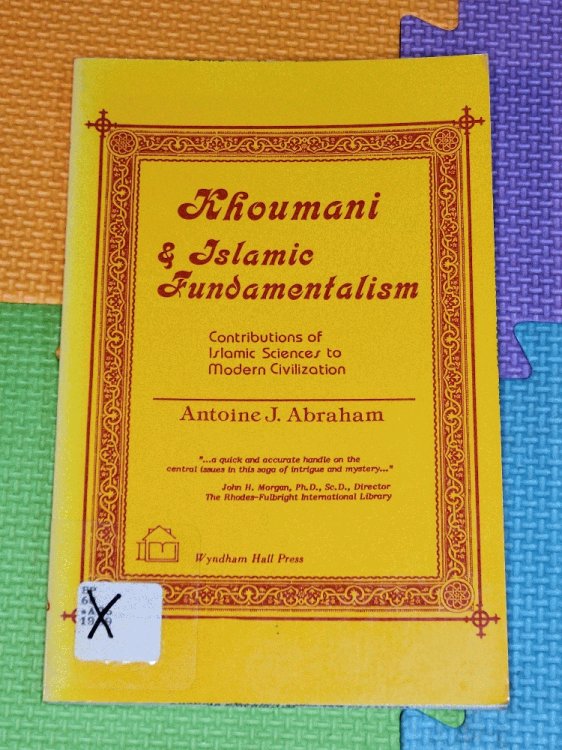 Khoumani
& Islamic
Fundamentalism
Contributions of
Islamic Sciences to
Modern Civilization
Antoine J. Abraham
"...a quick and accurate handle on the
central issues in this saga of intrigue and mystery..."
John H. Morgan, Ph.D., Sc.D., Director
The Rhodes-Fulbright International Library
Wyndham Hall Press